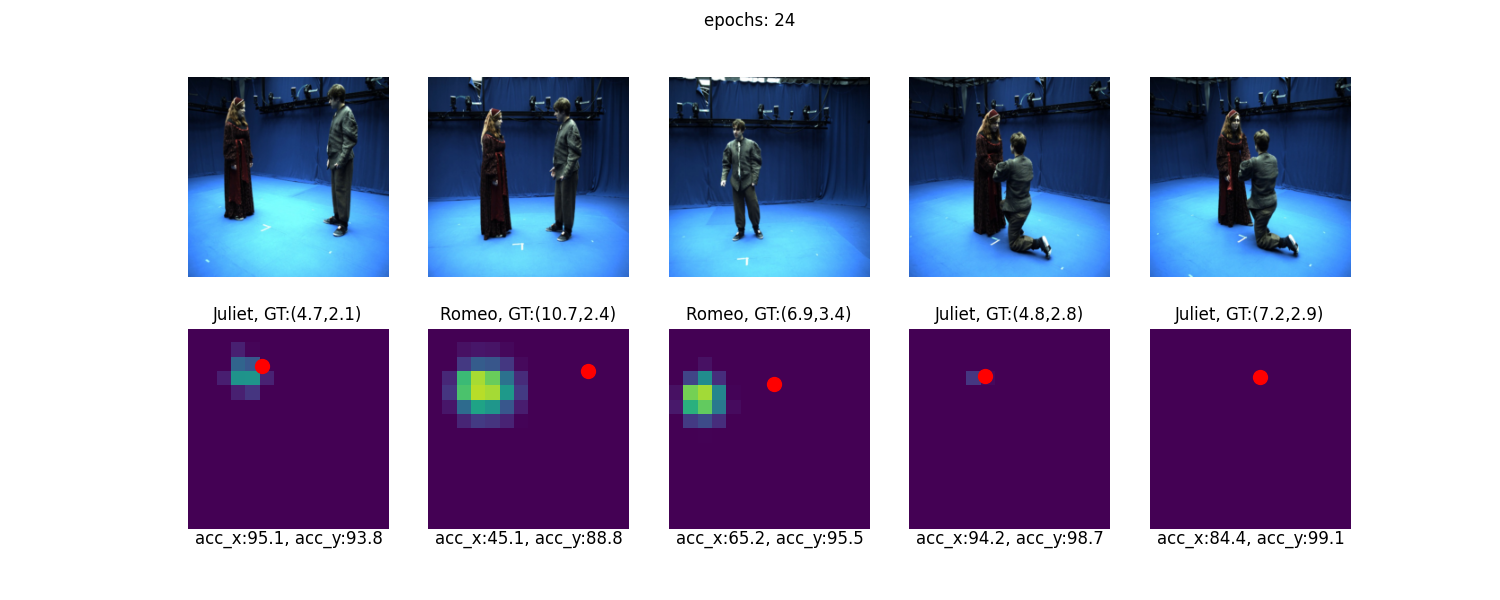 epochs: 24
Juliet, GT:(4.7,2.1)
Romeo, GT:(10.7,2.4)
Romeo, GT:(6.9,3.4)
Juliet, GT:(4.8,2.8)
Juliet, GT:(7.2,2.9)
acc_x:95.1, acc_y:93.8
acc_x:45.1, acc_y:88.8
acc_x:65.2, acc_y:95.5
acc_x:94.2, acc_y:98.7
acc_x:84.4, acc_y:99.1